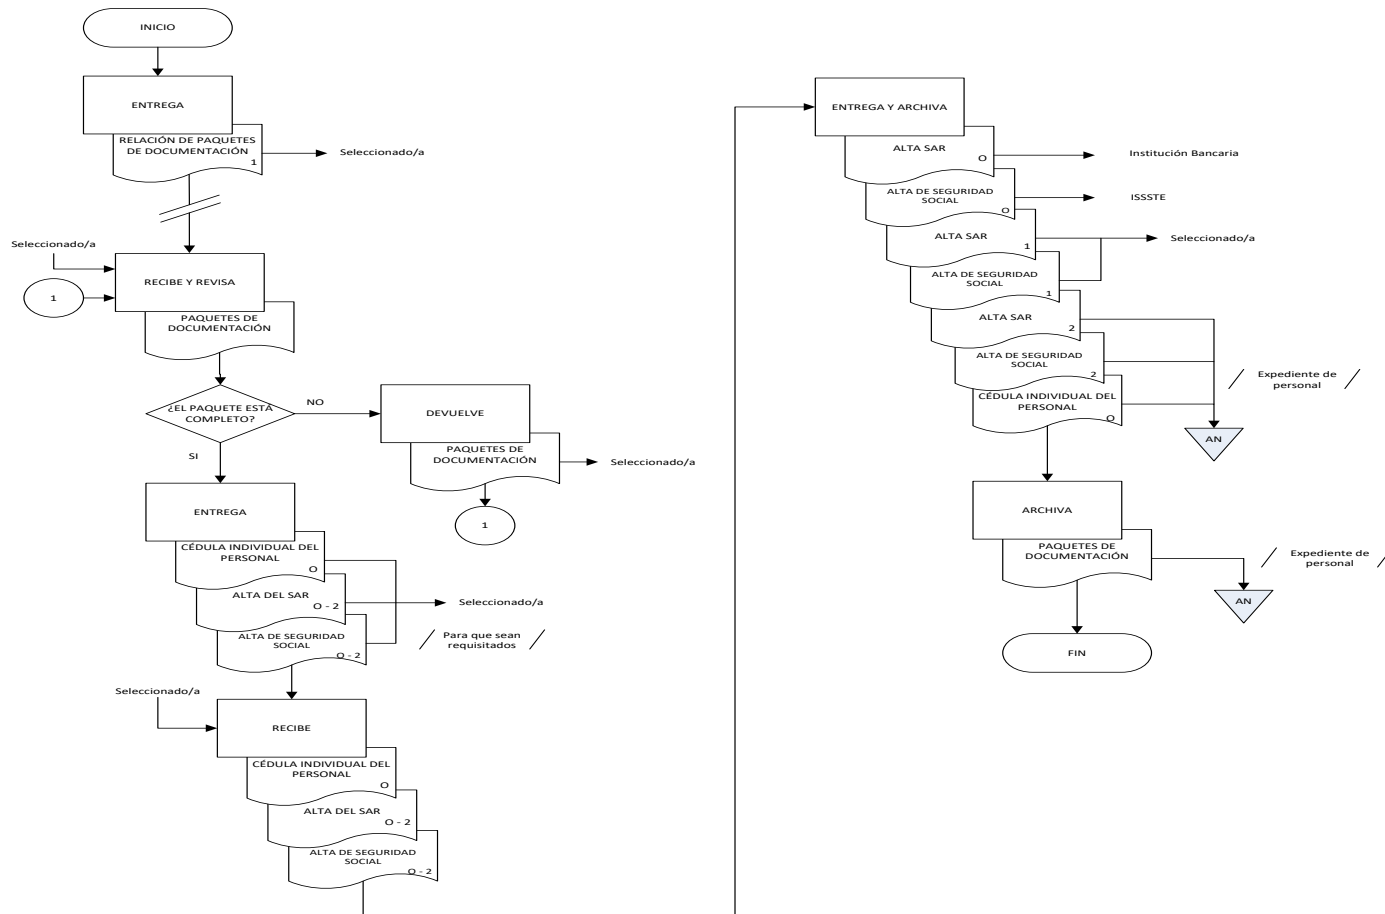 INICIO
ENTREGA
RELACIÓN DE PAQUETES
DE DOCUMENTACIÓN
1
Seleccionado/a
Seleccionado/a
1
RECIBE Y REVISA
PAQUETES DE
DOCUMENTACIÓN
¿EL PAQUETE ESTÁ
COMPLETO?
NO
SI
DEVUELVE
PAQUETES DE
DOCUMENTACIÓN
Seleccionado/a
1
ENTREGA
CÉDULA INDIVIDUAL DEL
PERSONAL
O
ALTA DEL SAR
O - 2
Seleccionado/a
ALTA DE SEGURIDAD
SOCIAL
O - 2
/ Para que sean /
requisitados
Seleccionado/a
RECIBE
CÉDULA INDIVIDUAL DEL
PERSONAL
O
ALTA DEL SAR
O - 2
ALTA DE SEGURIDAD
SOCIAL
O - 2
ENTREGA Y ARCHIVA
ALTA SAR
O
Institución Bancaria
ALTA DE SEGURIDAD
SOCIAL
O
ISSSTE
ALTA SAR
1
Seleccionado/a
ALTA DE SEGURIDAD
SOCIAL
1
ALTA SAR
2
ALTA DE SEGURIDAD
SOCIAL
2
CÉDULA INDIVIDUAL DEL
PERSONAL
O
/ Expediente de /
personal
AN
ARCHIVA
PAQUETES DE
DOCUMENTACIÓN
/ Expediente de /
personal
AN
FIN